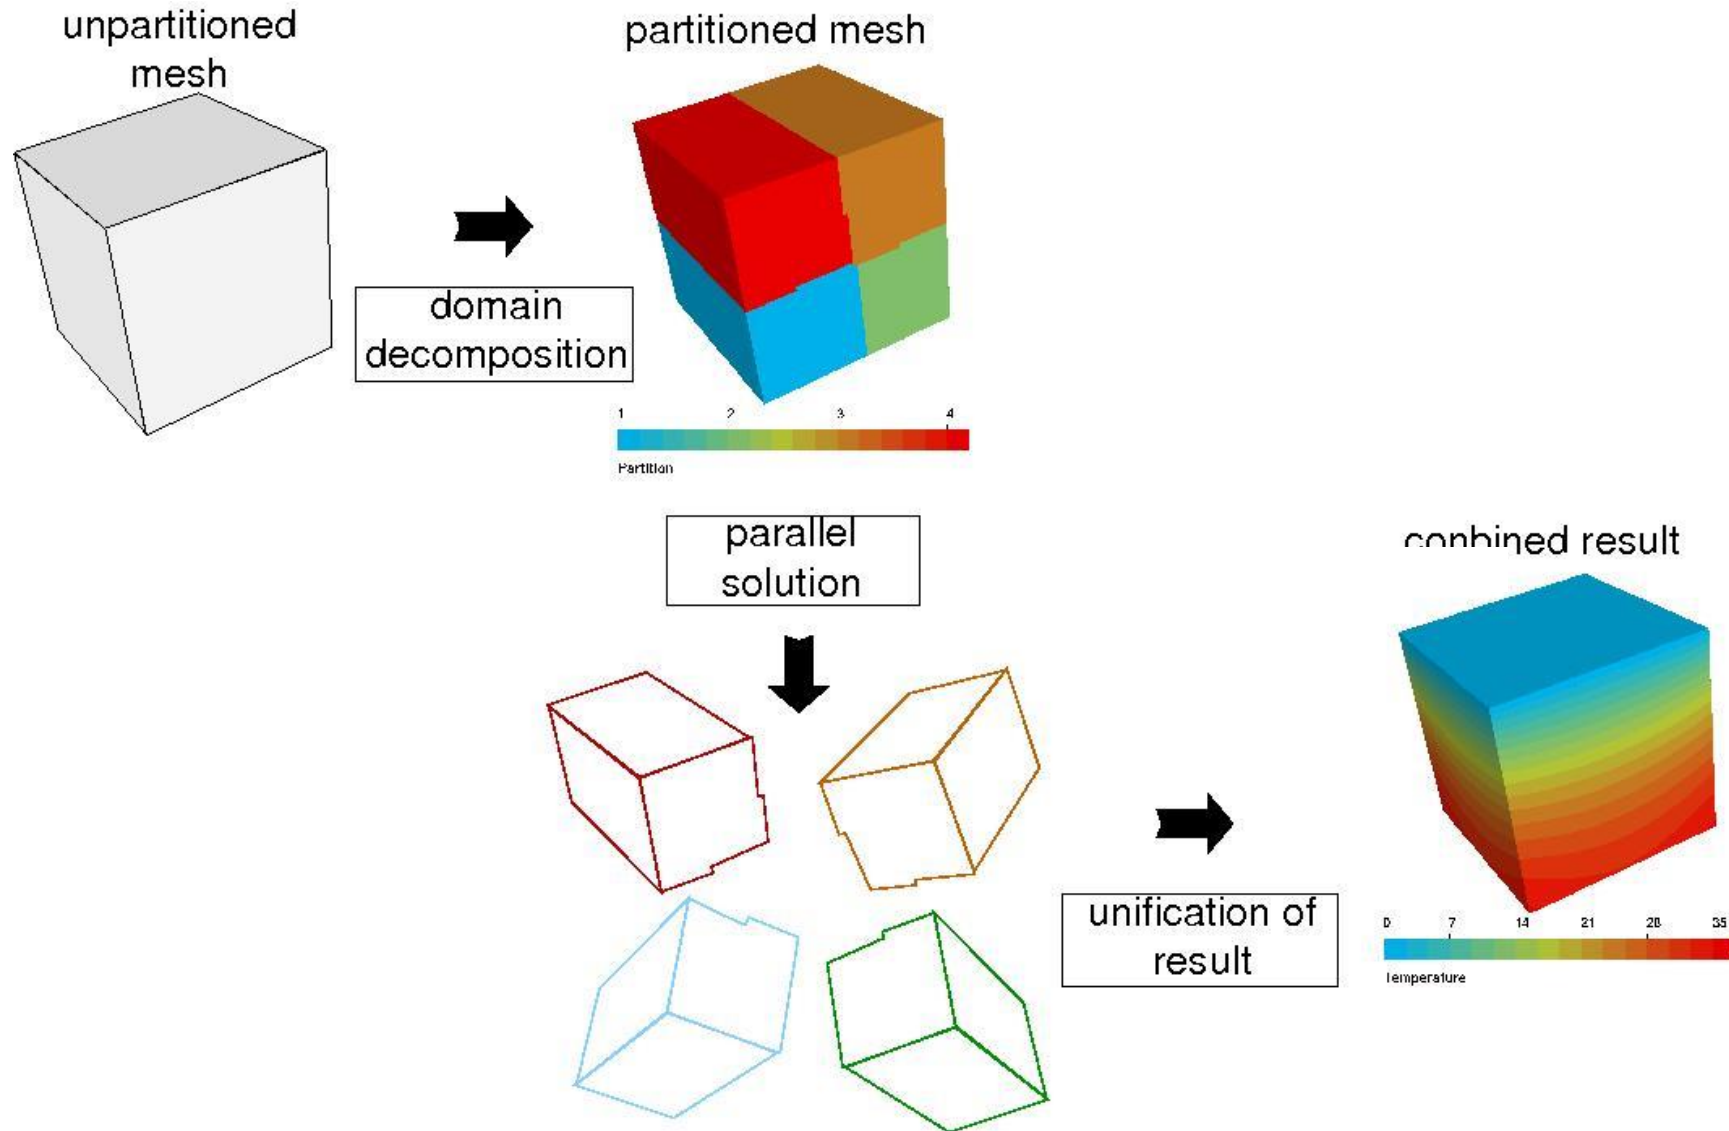 unpartitioned
mesh
partitioned mesh
domain
decomposition
1 2 3 4
Partition
parallel
solution
conbined result
unification of
result
0 7 14 21 28 35
Temperature